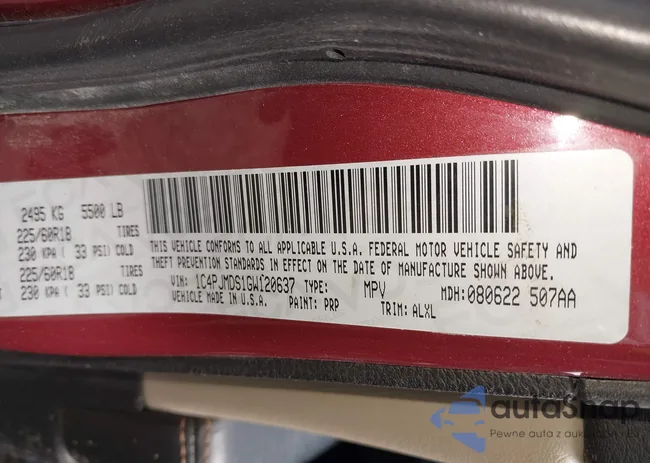 2495 KG 5500 LB
225/60R18 TIRES
230 KPA ( 33 PSI) COLD
225/60R18 TIRES
230 KPA ( 33 PSI) COLD
THIS VEHICLE CONFORMS TO ALL APPLICABLE U.S.A. FEDERAL MOTOR VEHICLE SAFETY AND
THEFT PREVENTION STANDARDS IN EFFECT ON THE DATE OF MANUFACTURE SHOWN ABOVE.
VIN: 1C4PJMDS1GW120637 TYPE: MPV MDH:080622 507AA
VEHICLE MADE IN U.S.A. PAINT: PRP TRIM: ALXL
autaSnap.pl
Pewne auta z aukcji